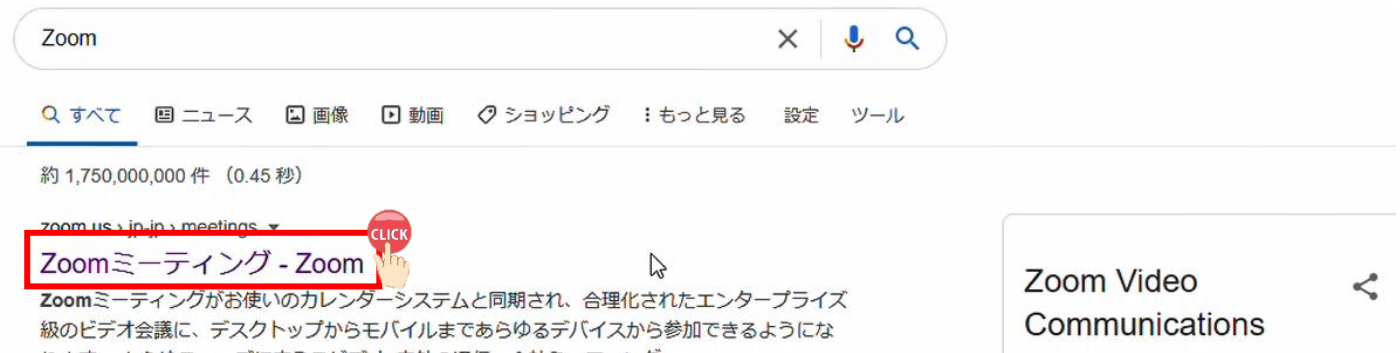 Zoom
すべて ニュース 画像 動画 ショッピング もっと見る 設定 ツール
約 1,750,000,000 件 (0.45 秒)
zoom.us › jp-jp › meetings
CLICK
Zoomミーティング - Zoom
Zoomミーティングがお使いのカレンダーシステムと同期され、合理化されたエンタープライズ
級のビデオ会議に、デスクトップからモバイルまであらゆるデバイスから参加できるようにな
Zoom Video
Communications